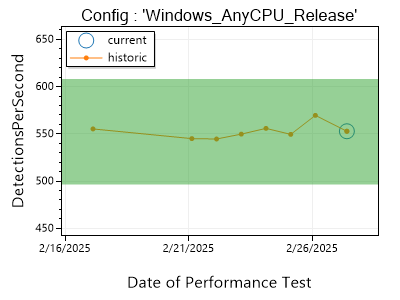 Config : 'Windows_AnyCPU_Release'
current
historic
DetectionsPerSecond
650
600
550
500
450
2/16/2025 2/21/2025 2/26/2025
Date of Performance Test